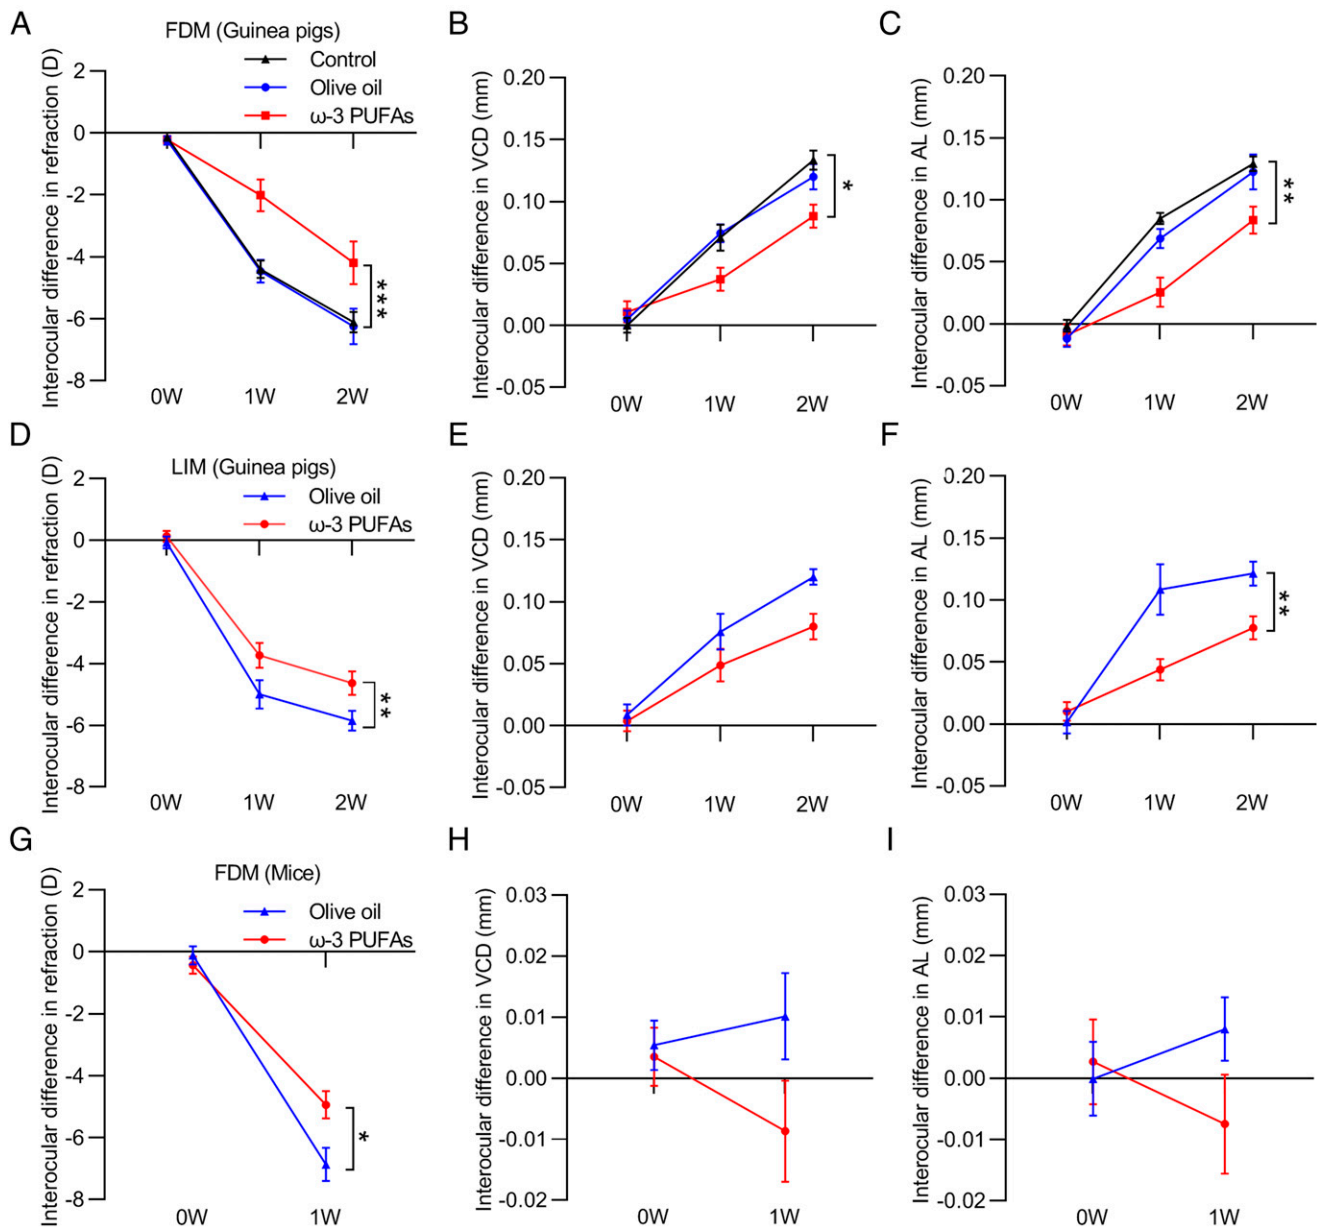 A
FDM (Guinea pigs)
Control
Olive oil
ω-3 PUFAs
Interocular difference in refraction (D)
2
0
-2
-4
-6
-8
0W 1W 2W
***
B
Interocular difference in VCD (mm)
0.20
0.15
0.10
0.05
0.00
-0.05
0W 1W 2W
*
C
Interocular difference in AL (mm)
0.20
0.15
0.10
0.05
0.00
-0.05
0W 1W 2W
**
D
LIM (Guinea pigs)
Olive oil
ω-3 PUFAs
Interocular difference in refraction (D)
2
0
-2
-4
-6
-8
0W 1W 2W
**
E
Interocular difference in VCD (mm)
0.20
0.15
0.10
0.05
0.00
-0.05
0W 1W 2W
F
Interocular difference in AL (mm)
0.20
0.15
0.10
0.05
0.00
-0.05
0W 1W 2W
**
G
FDM (Mice)
Olive oil
ω-3 PUFAs
Interocular difference in refraction (D)
2
0
-2
-4
-6
-8
0W 1W
*
H
Interocular difference in VCD (mm)
0.03
0.02
0.01
0.00
-0.01
-0.02
0W 1W
I
Interocular difference in AL (mm)
0.03
0.02
0.01
0.00
-0.01
-0.02
0W 1W